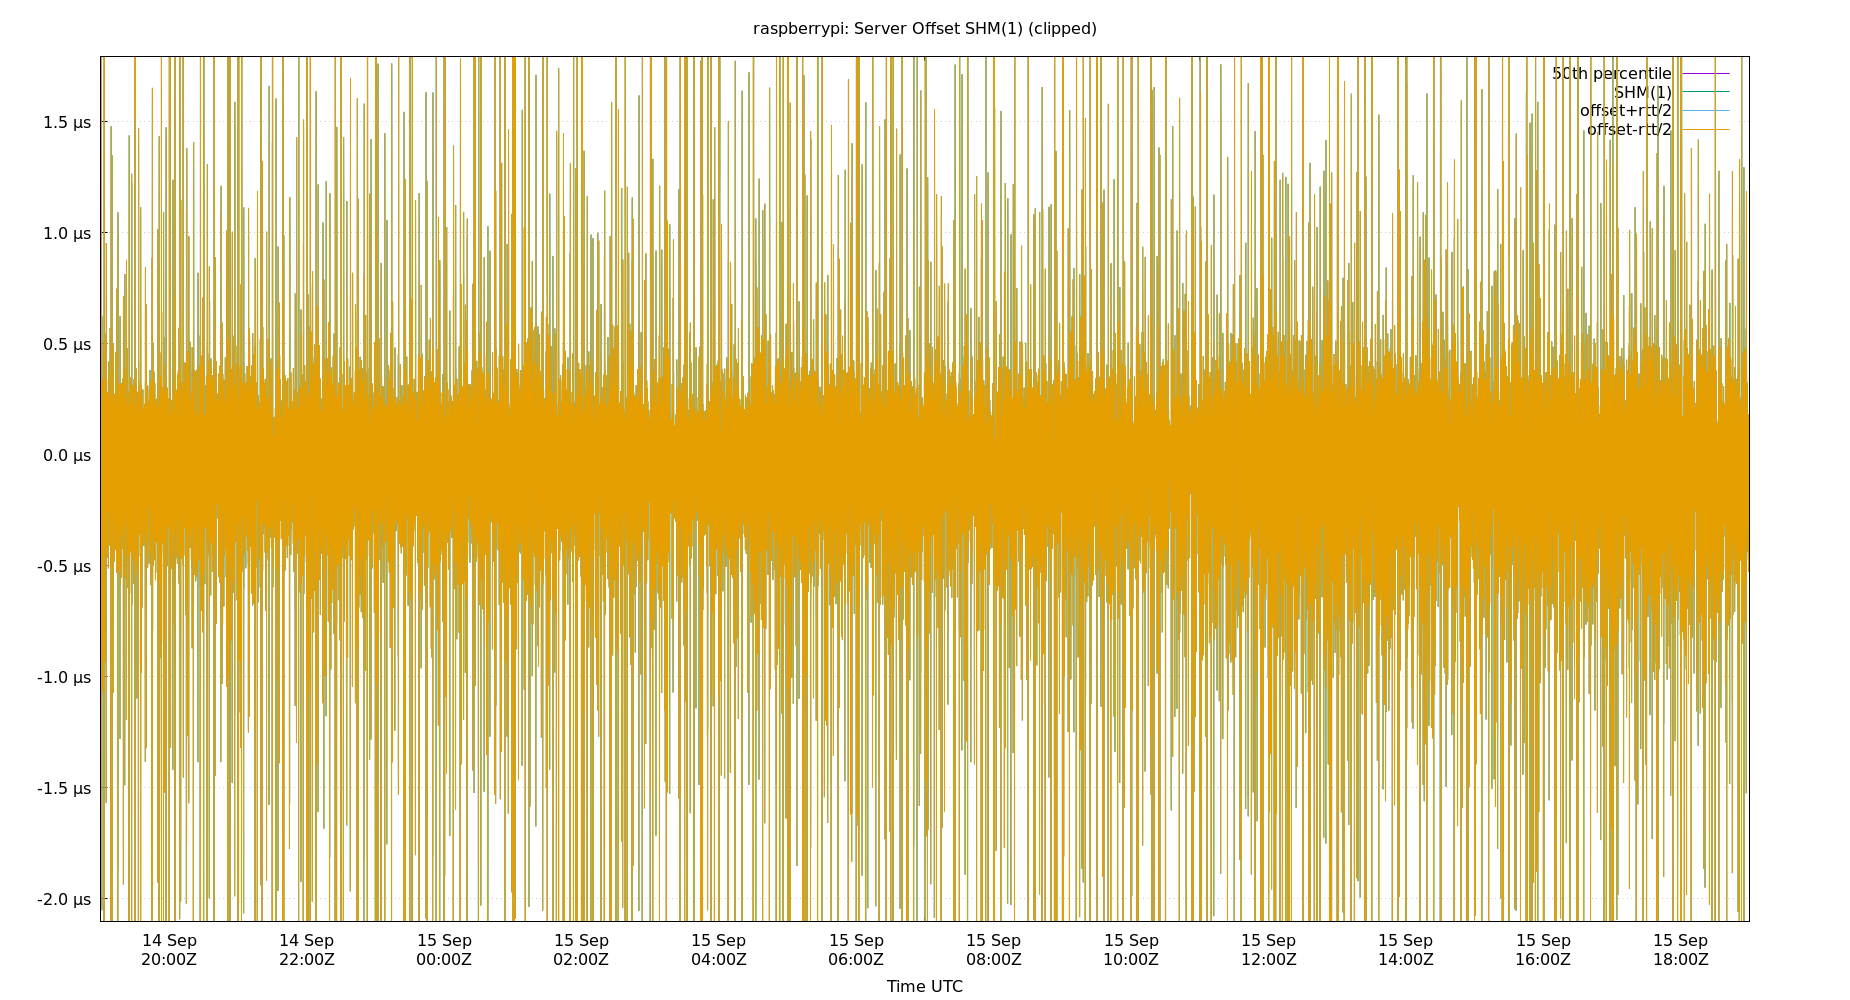 raspberrypi: Server Offset SHM(1) (clipped)
50th percentile
SHM(1)
offset+rtt/2
offset-rtt/2
1.5 µs
1.0 µs
0.5 µs
0.0 µs
-0.5 µs
-1.0 µs
-1.5 µs
-2.0 µs
14 Sep 14 Sep 15 Sep 15 Sep 15 Sep 15 Sep 15 Sep 15 Sep 15 Sep 15 Sep 15 Sep 15 Sep
20:00Z 22:00Z 00:00Z 02:00Z 04:00Z 06:00Z 08:00Z 10:00Z 12:00Z 14:00Z 16:00Z 18:00Z
Time UTC